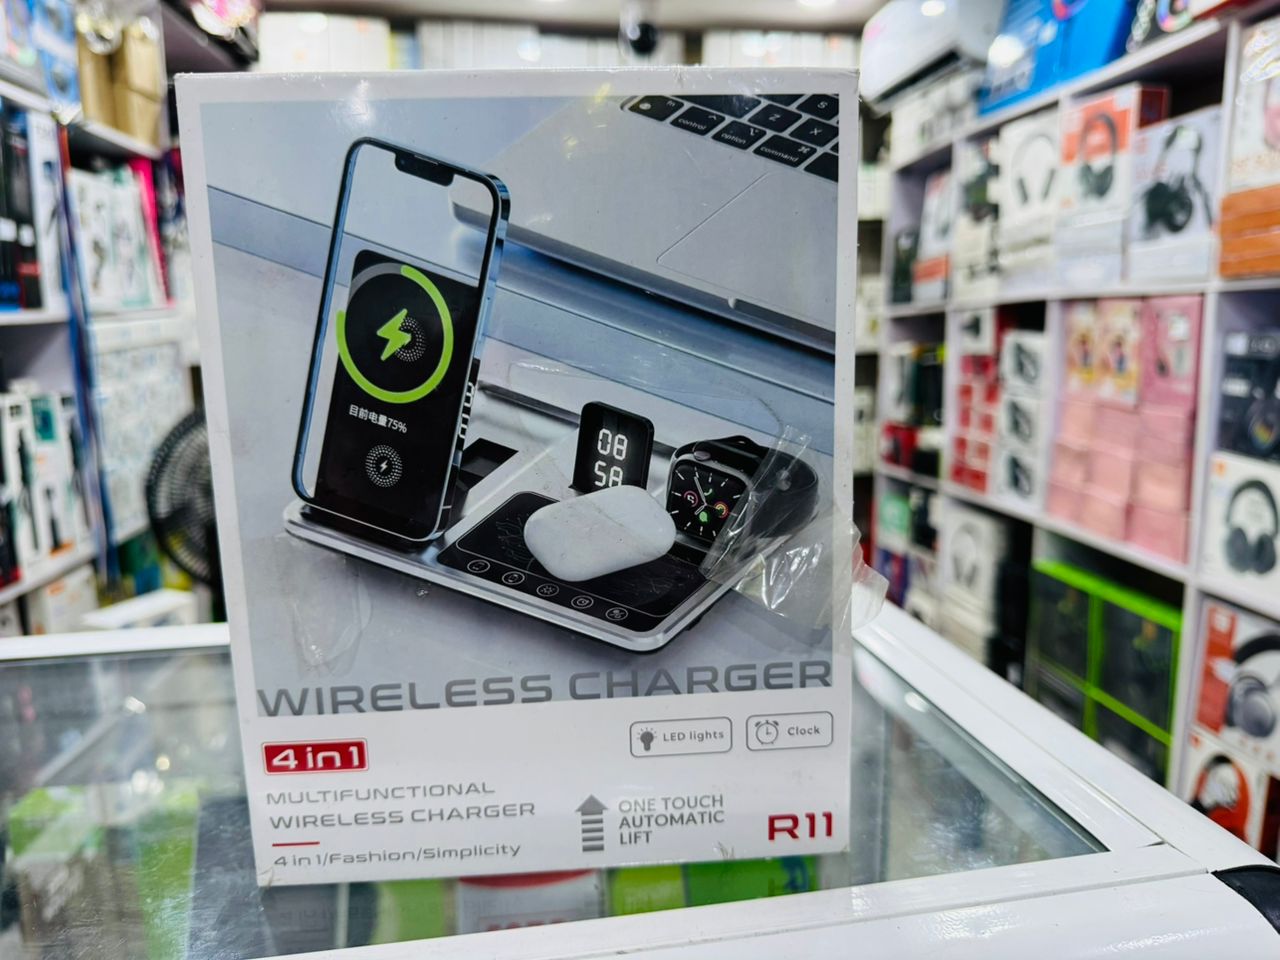 fn
control
option
command
Z
X
S
目前电量75%
08
58
WIRELESS CHARGER
4 in 1
LED lights
Clock
MULTIFUNCTIONAL
WIRELESS CHARGER
ONE TOUCH
AUTOMATIC
LIFT
R11
4 in 1/Fashion/Simplicity